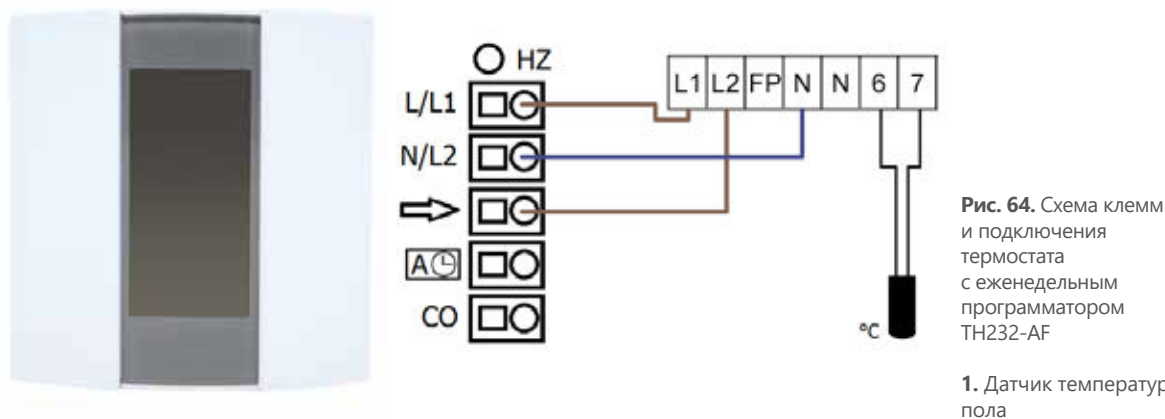 HZ
L/L1
N/L2
A
CO
L1 L2 FP N N 6 7
°C
Рис. 64. Схема клемм
и подключения
термостата
с еженедельным
программатором
TH232-AF
1. Датчик температур
пола